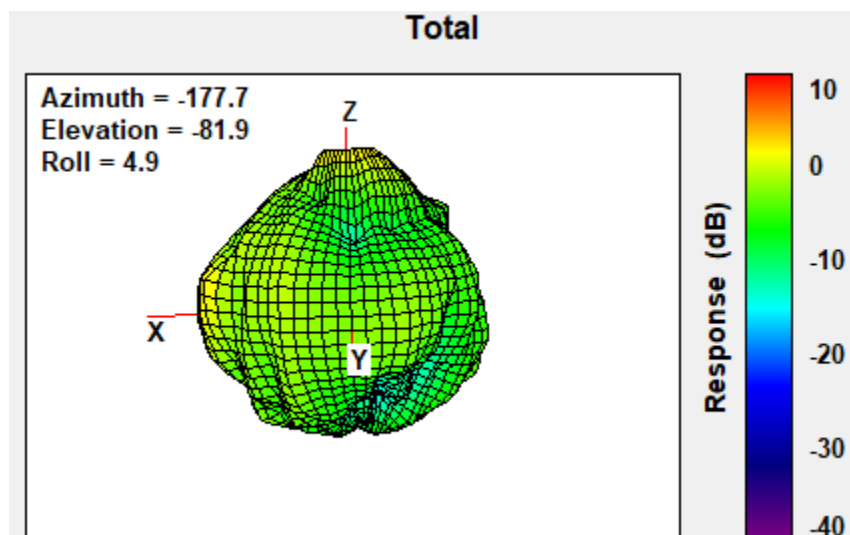 Total
Azimuth = -177.7
Elevation = -81.9
Roll = 4.9
Z
X
Y
Response (dB)
10
0
-10
-20
-30
-40